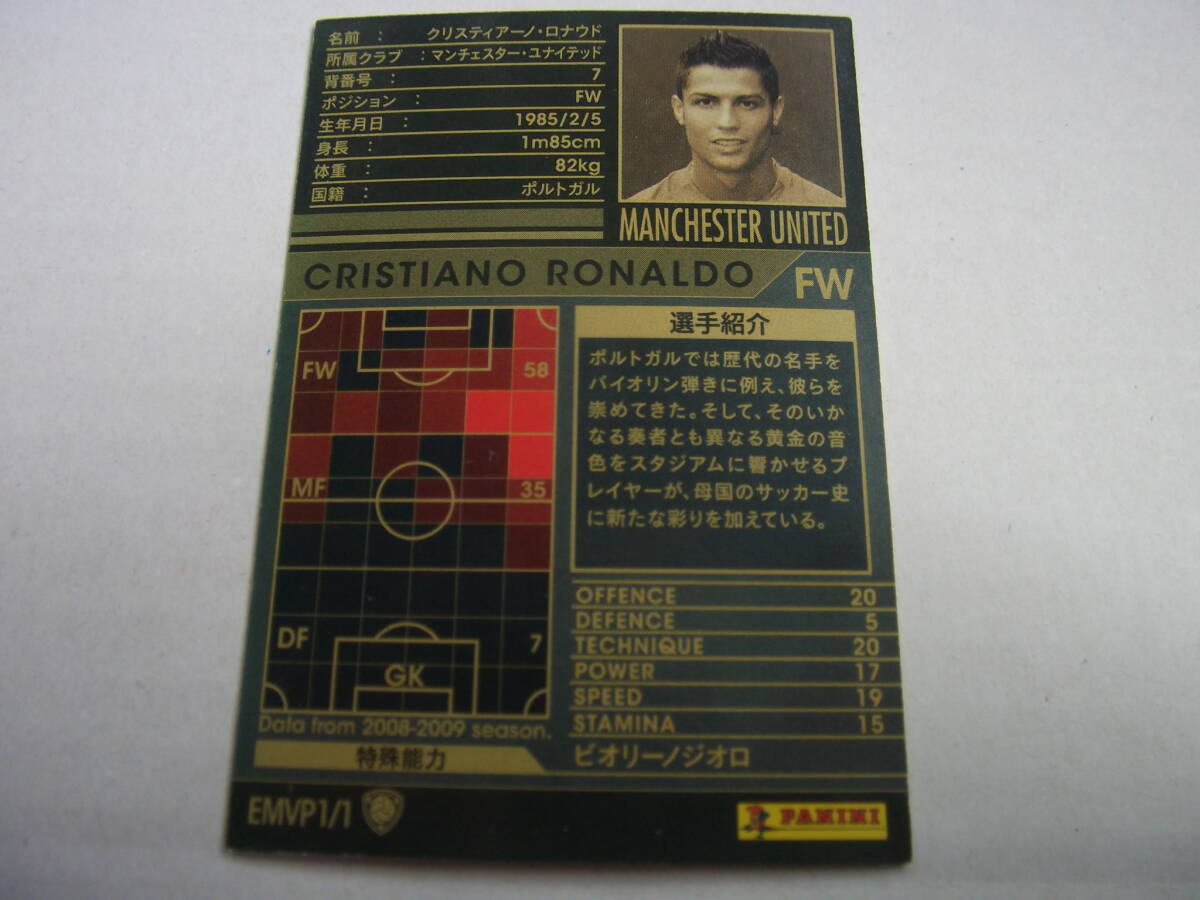 名前 : クリスティアーノ・ロナウド
所属クラブ : マンチェスター・ユナイテッド
背番号 : 7
ポジション : FW
生年月日 : 1985/2/5
身長 : 1m85cm
体重 : 82kg
国籍 : ポルトガル
MANCHESTER UNITED
CRISTIANO RONALDO FW
FW 58
MF 35
DF 7
GK
Data from 2008-2009 season.
選手紹介
ポルトガルでは歴代の名手を
バイオリン弾きに例え、彼らを
崇めてきた。そして、そのいか
なる奏者とも異なる黄金の音
色をスタジアムに響かせるプ
レイヤーが、母国のサッカー史
に新たな彩りを加えている。
OFFENCE 20
DEFENCE 5
TECHNIQUE 20
POWER 17
SPEED 19
STAMINA 15
特殊能力 ビオリーノジオロ
EMVP1/1
PANINI